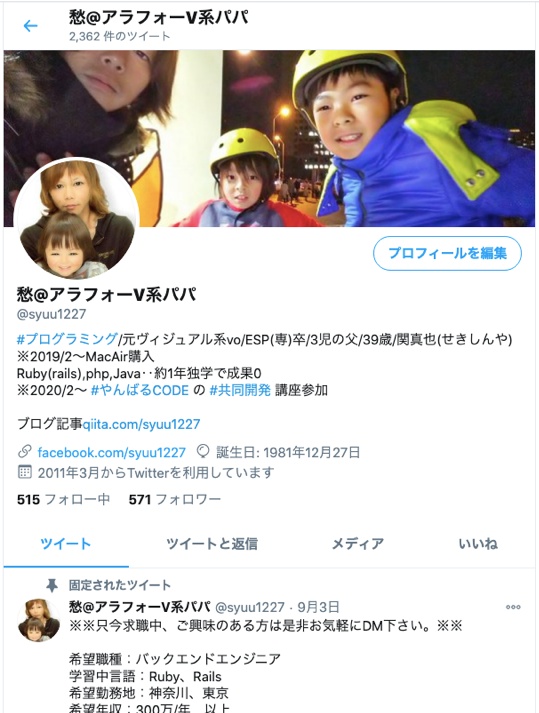 愁@アラフォーV系パパ
2,362 件のツイート
プロフィールを編集
愁@アラフォーV系パパ
@syuu1227
#プログラミング/元ヴィジュアル系vo/ESP(専)卒/3児の父/39歳/関真也(せきしんや)
※2019/2〜MacAir購入
Ruby(rails),php,Java‥約1年独学で成果0
※2020/2〜 #やんばるCODE の #共同開発 講座参加
ブログ記事qiita.com/syuu1227
facebook.com/syuu1227 誕生日: 1981年12月27日
2011年3月からTwitterを利用しています
515 フォロー中 571 フォロワー
ツイート ツイートと返信 メディア いいね
固定されたツイート
愁@アラフォーV系パパ @syuu1227 · 9月3日
※※只今求職中、ご興味のある方は是非お気軽にDM下さい。※※
希望職種：バックエンドエンジニア
学習中言語：Ruby、Rails
希望勤務地：神奈川、東京
希望年収：300万/年　以上